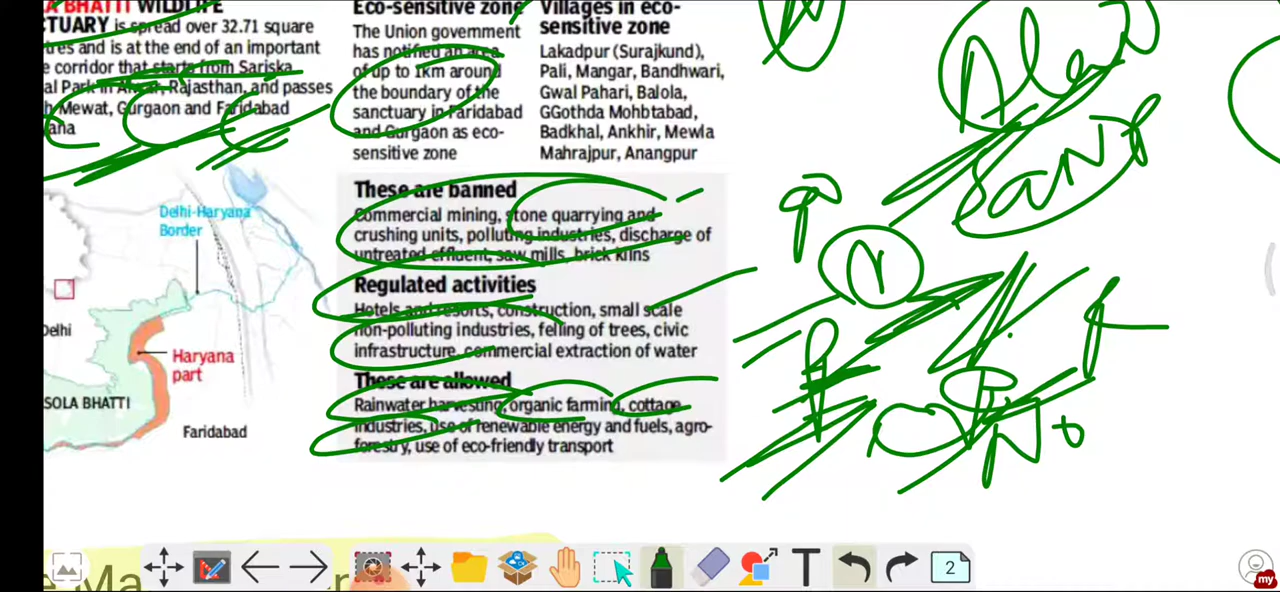 A BHATTI WILDLIFE
CTUARY is spread over 32.71 square
tres and is at the end of an important
e corridor that starts from Sariska
al Park in Alwar, Rajasthan, and passes
h Mewat, Gurgaon and Faridabad
ana
Eco-sensitive zone
The Union government
has notified an area
of up to 1km around
the boundary of the
sanctuary in Faridabad
and Gurgaon as eco-
sensitive zone
Villages in eco-
sensitive zone
Lakadpur (Surajkund),
Pali, Mangar, Bandhwari,
Gwal Pahari, Balola,
GGothda Mohbtabad,
Badkhal, Ankhir, Mewla
Mahrajpur, Anangpur
These are banned
Commercial mining, stone quarrying and
crushing units, polluting industries, discharge of
untreated effluent, saw mills, brick klins
Regulated activities
Hotels and resorts, construction, small scale
non-polluting industries, felling of trees, civic
infrastructure, commercial extraction of water
These are allowed
Rainwater harvesting, organic farming, cottage
industries, use of renewable energy and fuels, agro-
forestry, use of eco-friendly transport
Delhi-Haryana
Border
Delhi
Haryana
part
SOLA BHATTI
Faridabad
2
my